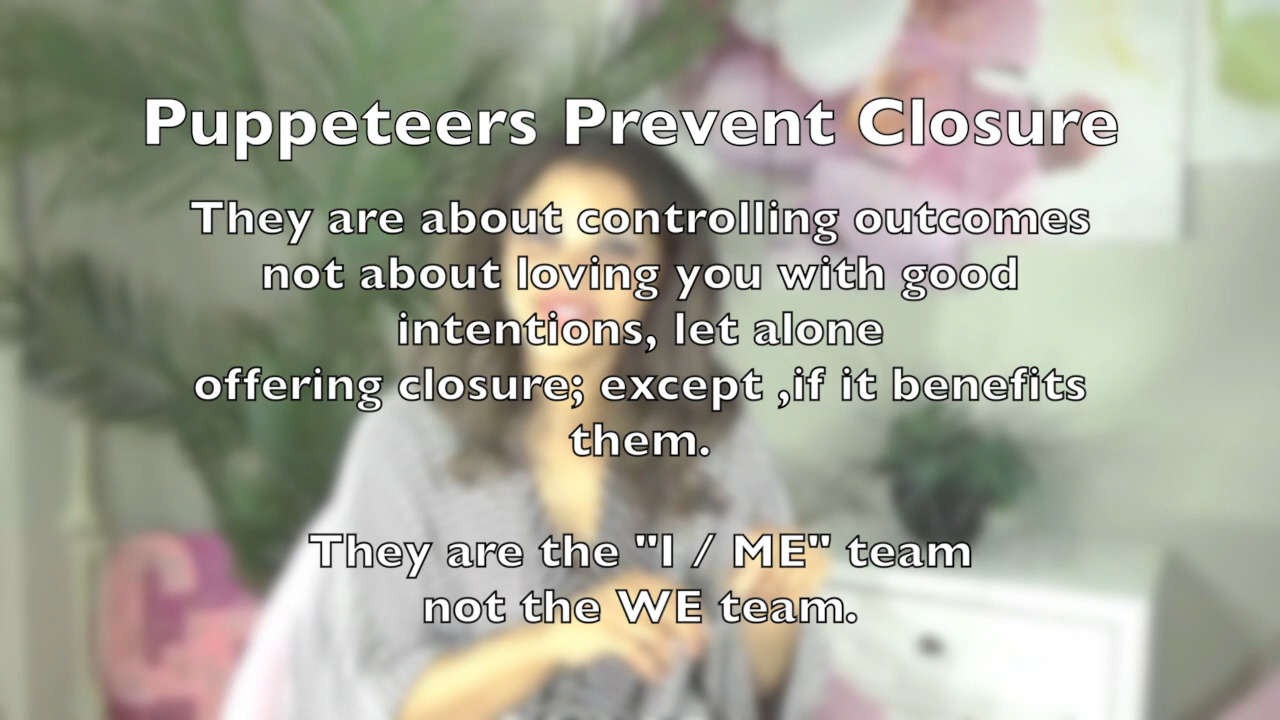 Puppeteers Prevent Closure
They are about controlling outcomes
not about loving you with good
intentions, let alone
offering closure; except ,if it benefits
them.
They are the "I / ME" team
not the WE team.